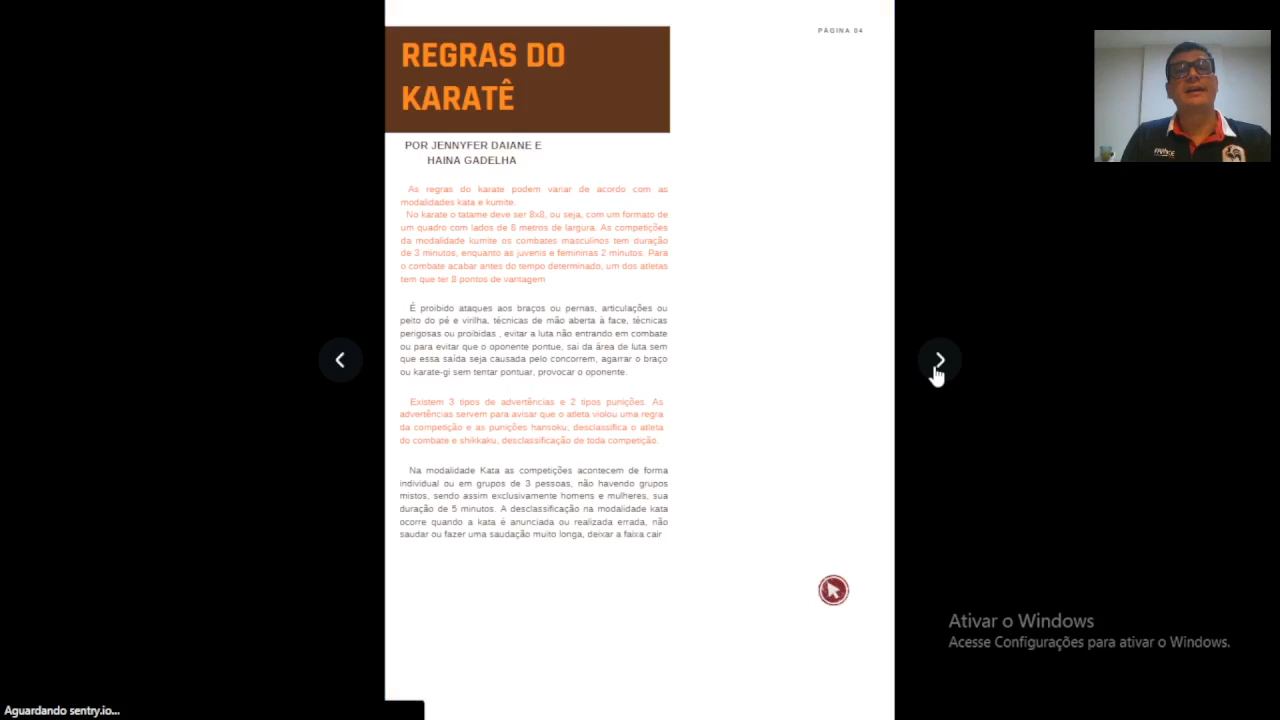 PÁGINA 04
REGRAS DO
KARATÊ
POR JENNYFER DAIANE E
HAINA GADELHA
As regras do karate podem variar de acordo com as
modalidades kata e kumite.
No karate o tatame deve ser 8x8, ou seja, com um formato de
um quadro com lados de 6 metros de largura. As competições
da modalidade kumite os combates masculinos tem duração
de 3 minutos, enquanto as juvenis e femininas 2 minutos. Para
o combate acabar antes do tempo determinado, um dos atletas
tem que ter 8 pontos de vantagem
É proibido ataques aos braços ou pernas, articulações ou
peito do pé e virilha, técnicas de mão aberta à face, técnicas
perigosas ou proibidas , evitar a luta não entrando em combate
ou para evitar que o oponente pontue, sai da área de luta sem
que essa saída seja causada pelo concorrem, agarrar o braço
ou karate-gi sem tentar pontuar, provocar o oponente.
Existem 3 tipos de advertências e 2 tipos punições. As
advertências servem para avisar que o atleta violou uma regra
da competição e as punições hansoku, desclassifica o atleta
do combate e shikkaku, desclassificação de toda competição.
Na modalidade Kata as competições acontecem de forma
individual ou em grupos de 3 pessoas, não havendo grupos
mistos, sendo assim exclusivamente homens e mulheres, sua
duração de 5 minutos. A desclassificação na modalidade kata
ocorre quando a kata é anunciada ou realizada errada, não
saudar ou fazer uma saudação muito longa, deixar a faixa cair
Ativar o Windows
Acesse Configurações para ativar o Windows.
Aguardando sentry.io...